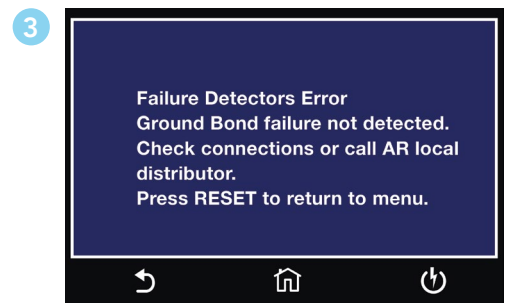 3
Failure Detectors Error
Ground Bond failure not detected.
Check connections or call AR local
distributor.
Press RESET to return to menu.